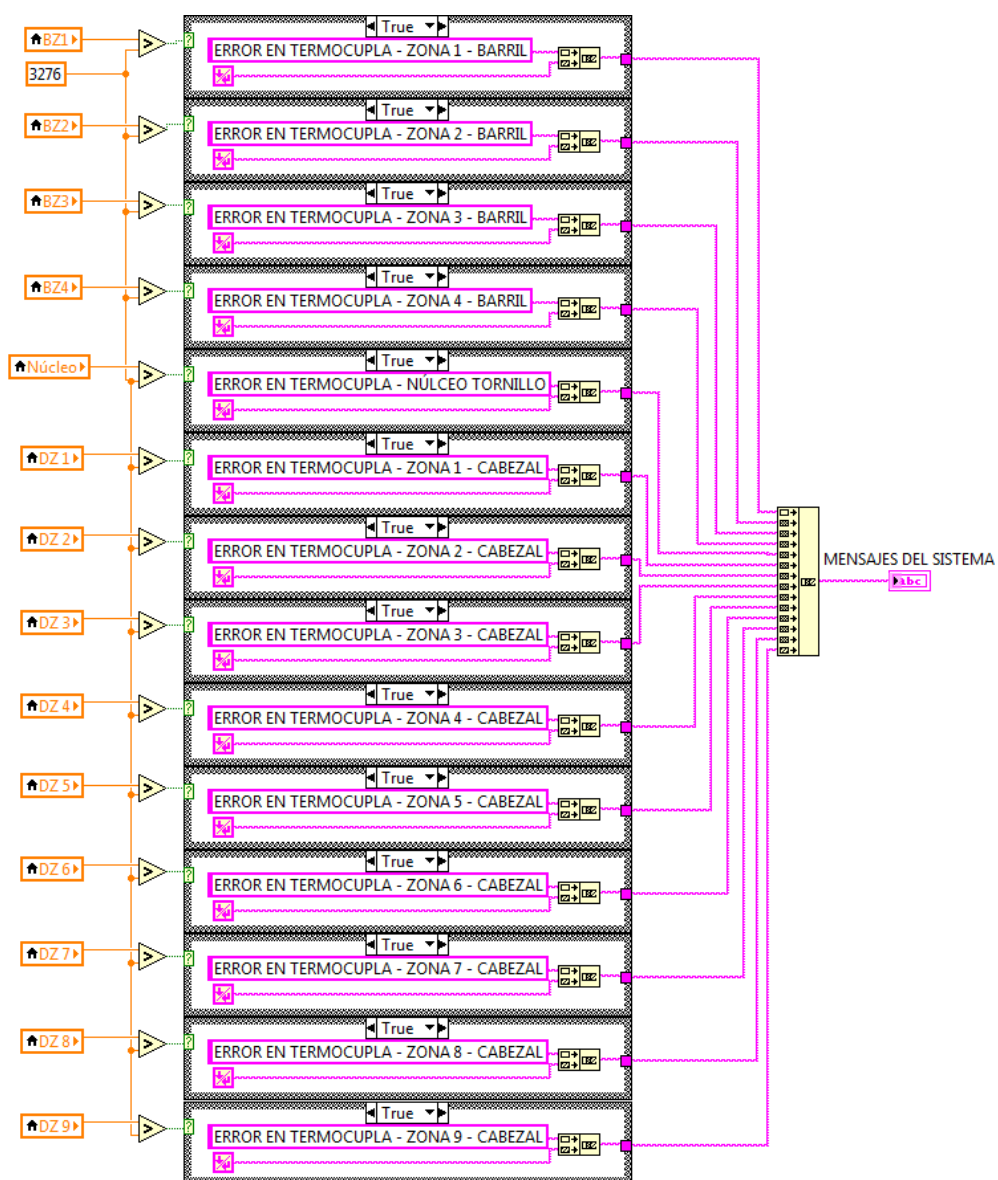 True
BZ1
ERROR EN TERMOCUPLA - ZONA 1 - BARRIL
3276
True
BZ2
ERROR EN TERMOCUPLA - ZONA 2 - BARRIL
True
BZ3
ERROR EN TERMOCUPLA - ZONA 3 - BARRIL
True
BZ4
ERROR EN TERMOCUPLA - ZONA 4 - BARRIL
True
Núcleo
ERROR EN TERMOCUPLA - NÚLCEO TORNILLO
True
DZ 1
ERROR EN TERMOCUPLA - ZONA 1 - CABEZAL
True
DZ 2
ERROR EN TERMOCUPLA - ZONA 2 - CABEZAL
MENSAJES DEL SISTEMA
abc
True
DZ 3
ERROR EN TERMOCUPLA - ZONA 3 - CABEZAL
True
DZ 4
ERROR EN TERMOCUPLA - ZONA 4 - CABEZAL
True
DZ 5
ERROR EN TERMOCUPLA - ZONA 5 - CABEZAL
True
DZ 6
ERROR EN TERMOCUPLA - ZONA 6 - CABEZAL
True
DZ 7
ERROR EN TERMOCUPLA - ZONA 7 - CABEZAL
True
DZ 8
ERROR EN TERMOCUPLA - ZONA 8 - CABEZAL
True
DZ 9
ERROR EN TERMOCUPLA - ZONA 9 - CABEZAL